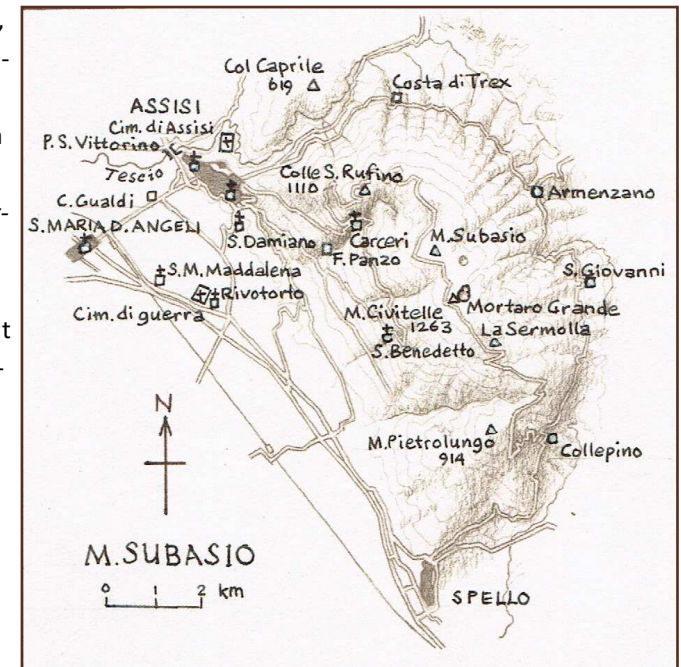 Col Caprile
619
Costa di Trex
ASSISI
Cim. di Assisi
P. S. Vittorino
Tescio
Colle S. Rufino
1110
C. Gualdi
Armenzano
S. MARIA D. ANGELI
S. Damiano
Carceri
F. Panzo
M. Subasio
S. M. Maddalena
S. Giovanni
Rivotorto
Cim. di guerra
Mortaro Grande
M. Civitelle
1263
La Sermolla
S. Benedetto
N
M. Pietrolungo
914
Collepino
M. SUBASIO
0 1 2 km
SPELLO